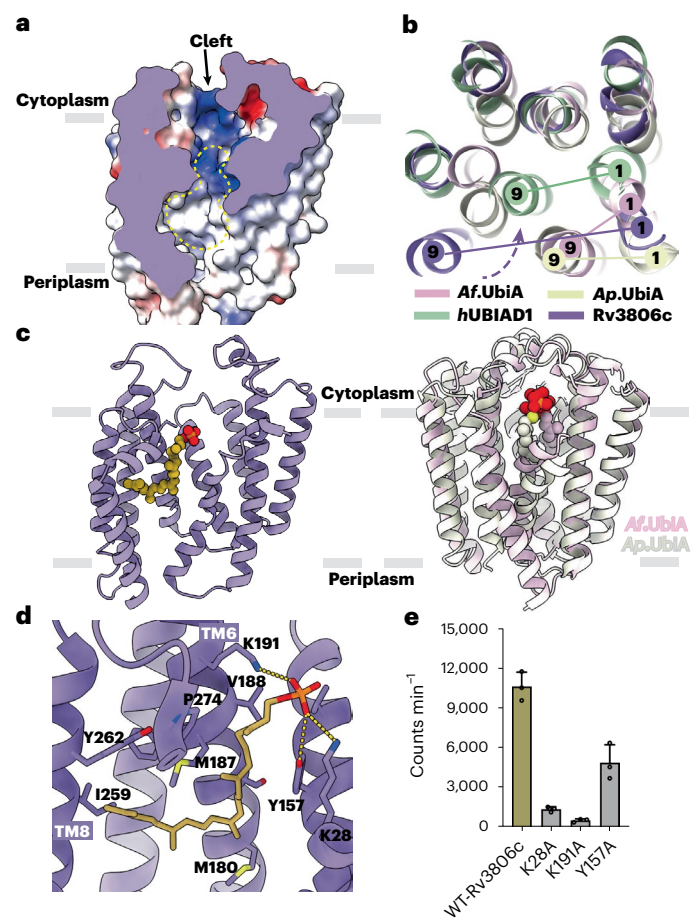 a
Cleft
Cytoplasm
Periplasm
b
9
1
1
1
9
9
9
1
Af.UbiA
Ap.UbiA
hUBIAD1
Rv3806c
c
Cytoplasm
Af.UbiA
Ap.UbiA
Periplasm
d
TM6
K191
V188
P274
Y262
M187
I259
Y157
TM8
K28
M180
e
15,000
12,000
9,000
6,000
3,000
0
Counts min⁻¹
WT-Rv3806c
K28A
K191A
Y157A